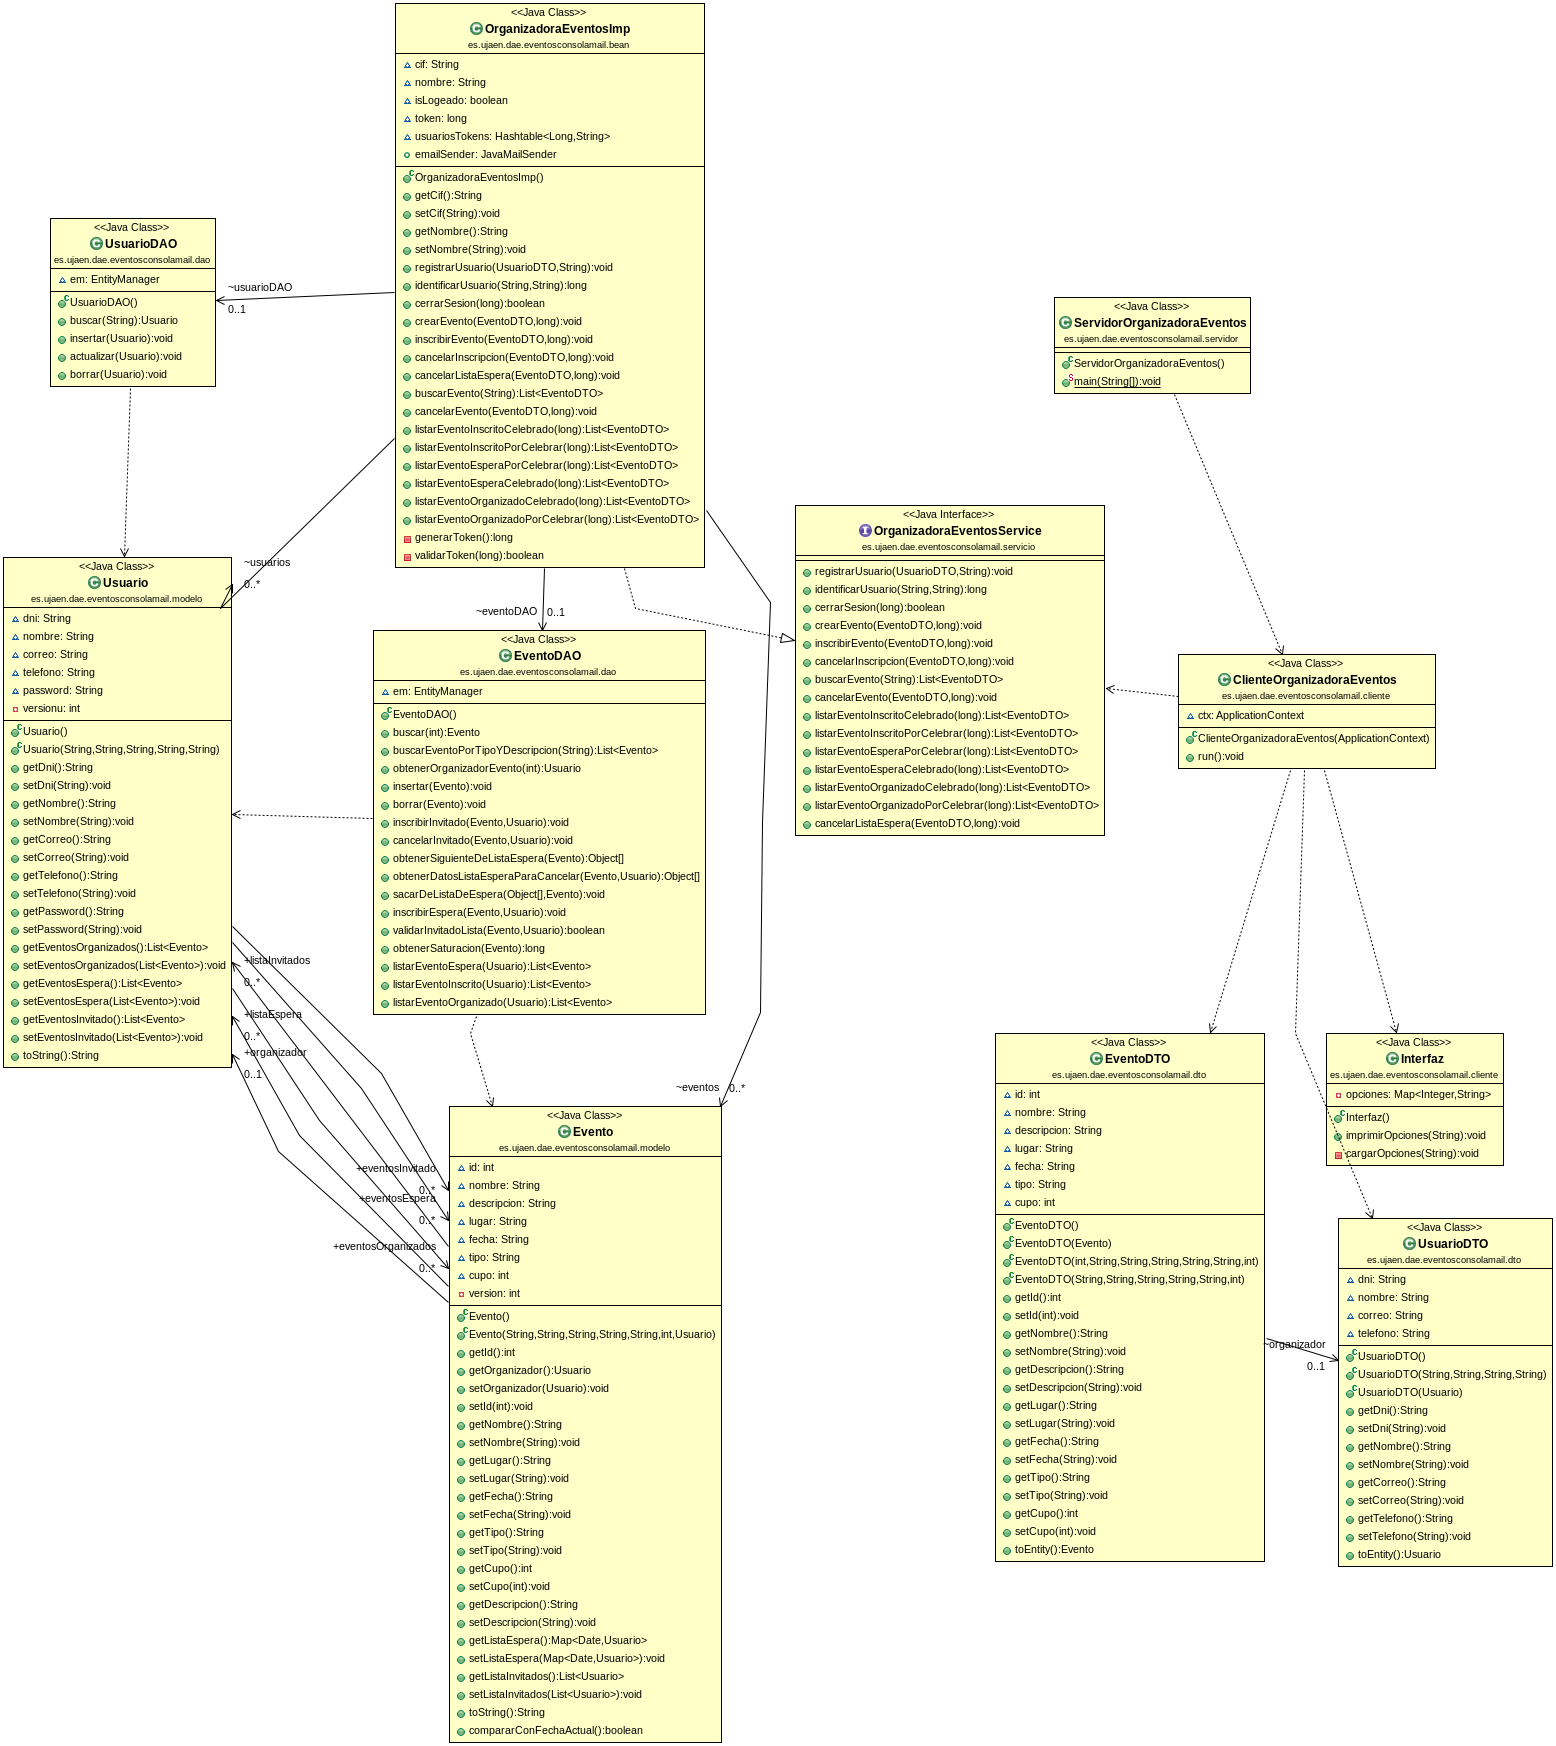 <<Java Class>>
OrganizadoraEventosImp
es.ujaen.dae.eventosconsolamail.bean
cif: String
nombre: String
isLogeado: boolean
token: long
usuariosTokens: Hashtable<Long,String>
emailSender: JavaMailSender
OrganizadoraEventosImp()
getCif():String
setCif(String):void
getNombre():String
setNombre(String):void
registrarUsuario(UsuarioDTO,String):void
identificarUsuario(String,String):long
cerrarSesion(long):boolean
crearEvento(EventoDTO,long):void
inscribirEvento(EventoDTO,long):void
cancelarInscripcion(EventoDTO,long):void
cancelarListaEspera(EventoDTO,long):void
buscarEvento(String):List<EventoDTO>
cancelarEvento(EventoDTO,long):void
listarEventoInscritoCelebrado(long):List<EventoDTO>
listarEventoInscritoPorCelebrar(long):List<EventoDTO>
listarEventoEsperaPorCelebrar(long):List<EventoDTO>
listarEventoEsperaCelebrado(long):List<EventoDTO>
listarEventoOrganizadoCelebrado(long):List<EventoDTO>
listarEventoOrganizadoPorCelebrar(long):List<EventoDTO>
generarToken():long
validarToken(long):boolean
<<Java Class>>
UsuarioDAO
es.ujaen.dae.eventosconsolamail.dao
em: EntityManager
UsuarioDAO()
buscar(String):Usuario
insertar(Usuario):void
actualizar(Usuario):void
borrar(Usuario):void
~usuarioDAO
0..1
<<Java Class>>
ServidorOrganizadoraEventos
es.ujaen.dae.eventosconsolamail.servidor
ServidorOrganizadoraEventos()
main(String[]):void
<<Java Interface>>
OrganizadoraEventosService
es.ujaen.dae.eventosconsolamail.servicio
registrarUsuario(UsuarioDTO,String):void
identificarUsuario(String,String):long
cerrarSesion(long):boolean
crearEvento(EventoDTO,long):void
inscribirEvento(EventoDTO,long):void
cancelarInscripcion(EventoDTO,long):void
buscarEvento(String):List<EventoDTO>
cancelarEvento(EventoDTO,long):void
listarEventoInscritoCelebrado(long):List<EventoDTO>
listarEventoInscritoPorCelebrar(long):List<EventoDTO>
listarEventoEsperaPorCelebrar(long):List<EventoDTO>
listarEventoEsperaCelebrado(long):List<EventoDTO>
listarEventoOrganizadoCelebrado(long):List<EventoDTO>
listarEventoOrganizadoPorCelebrar(long):List<EventoDTO>
cancelarListaEspera(EventoDTO,long):void
<<Java Class>>
Usuario
es.ujaen.dae.eventosconsolamail.modelo
dni: String
nombre: String
correo: String
telefono: String
password: String
versionu: int
Usuario()
Usuario(String,String,String,String,String)
getDni():String
setDni(String):void
getNombre():String
setNombre(String):void
getCorreo():String
setCorreo(String):void
getTelefono():String
setTelefono(String):void
getPassword():String
setPassword(String):void
getEventosOrganizados():List<Evento>
setEventosOrganizados(List<Evento>):void
getEventosEspera():List<Evento>
setEventosEspera(List<Evento>):void
getEventosInvitado():List<Evento>
setEventosInvitado(List<Evento>):void
toString():String
~usuarios
0..*
~eventoDAO
0..1
<<Java Class>>
EventoDAO
es.ujaen.dae.eventosconsolamail.dao
em: EntityManager
EventoDAO()
buscar(int):Evento
buscarEventoPorTipoYDescripcion(String):List<Evento>
obtenerOrganizadorEvento(int):Usuario
insertar(Evento):void
borrar(Evento):void
inscribirInvitado(Evento,Usuario):void
cancelarInvitado(Evento,Usuario):void
obtenerSiguienteDeListaEspera(Evento):Object[]
obtenerDatosListaEsperaParaCancelar(Evento,Usuario):Object[]
sacarDeListaDeEspera(Object[],Evento):void
inscribirEspera(Evento,Usuario):void
validarInvitadoLista(Evento,Usuario):boolean
obtenerSaturacion(Evento):long
listarEventoEspera(Usuario):List<Evento>
listarEventoInscrito(Usuario):List<Evento>
listarEventoOrganizado(Usuario):List<Evento>
<<Java Class>>
ClienteOrganizadoraEventos
es.ujaen.dae.eventosconsolamail.cliente
ctx: ApplicationContext
ClienteOrganizadoraEventos(ApplicationContext)
run():void
+listaInvitados
0..*
+listaEspera
0..*
+organizador
0..1
~eventos
0..*
+eventosInvitado
0..*
+eventosEspera
0..*
+eventosOrganizados
0..*
<<Java Class>>
Evento
es.ujaen.dae.eventosconsolamail.modelo
id: int
nombre: String
descripcion: String
lugar: String
fecha: String
tipo: String
cupo: int
version: int
Evento()
Evento(String,String,String,String,String,int,Usuario)
getId():int
getOrganizador():Usuario
setOrganizador(Usuario):void
setId(int):void
getNombre():String
setNombre(String):void
getLugar():String
setLugar(String):void
getFecha():String
setFecha(String):void
getTipo():String
setTipo(String):void
getCupo():int
setCupo(int):void
getDescripcion():String
setDescripcion(String):void
getListaEspera():Map<Date,Usuario>
setListaEspera(Map<Date,Usuario>):void
getListaInvitados():List<Usuario>
setListaInvitados(List<Usuario>):void
toString():String
compararConFechaActual():boolean
<<Java Class>>
EventoDTO
es.ujaen.dae.eventosconsolamail.dto
id: int
nombre: String
descripcion: String
lugar: String
fecha: String
tipo: String
cupo: int
EventoDTO()
EventoDTO(Evento)
EventoDTO(int,String,String,String,String,String,int)
EventoDTO(String,String,String,String,String,int)
getId():int
setId(int):void
getNombre():String
setNombre(String):void
getDescripcion():String
setDescripcion(String):void
getLugar():String
setLugar(String):void
getFecha():String
setFecha(String):void
getTipo():String
setTipo(String):void
getCupo():int
setCupo(int):void
toEntity():Evento
<<Java Class>>
Interfaz
es.ujaen.dae.eventosconsolamail.cliente
opciones: Map<Integer,String>
Interfaz()
imprimirOpciones(String):void
cargarOpciones(String):void
~organizador
0..1
<<Java Class>>
UsuarioDTO
es.ujaen.dae.eventosconsolamail.dto
dni: String
nombre: String
correo: String
telefono: String
UsuarioDTO()
UsuarioDTO(String,String,String,String)
UsuarioDTO(Usuario)
getDni():String
setDni(String):void
getNombre():String
setNombre(String):void
getCorreo():String
setCorreo(String):void
getTelefono():String
setTelefono(String):void
toEntity():Usuario